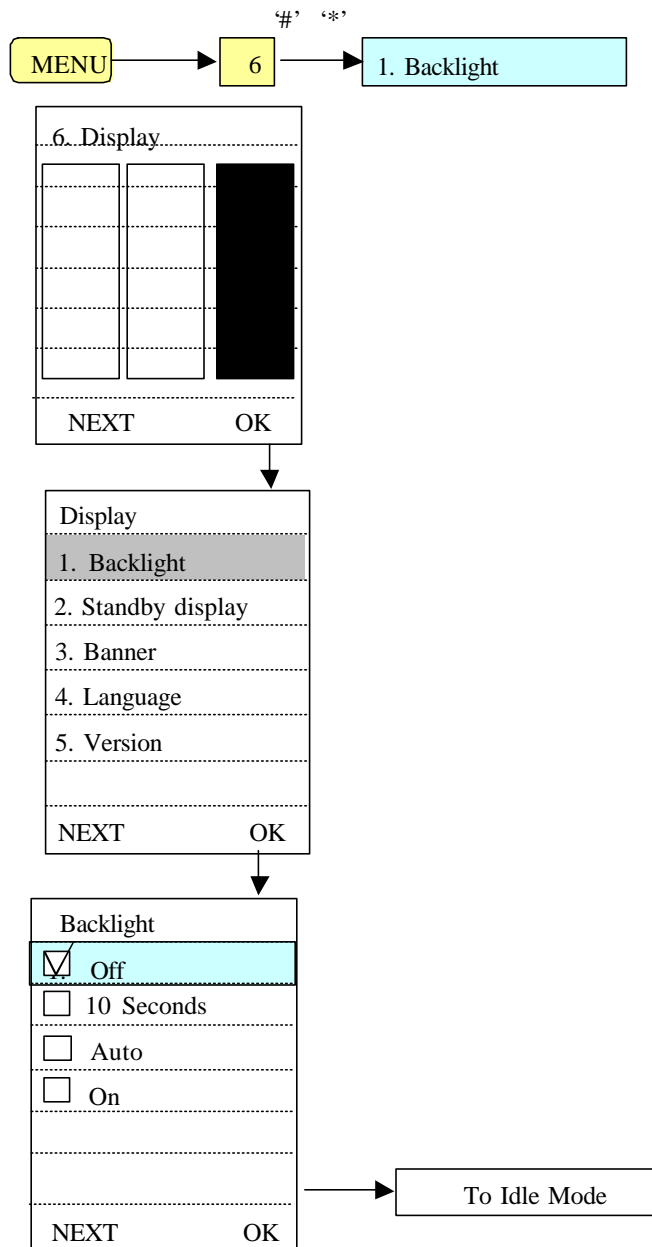 ‘#’ ‘*’
MENU 6 1. Backlight
6. Display
NEXT OK
Display
1. Backlight
2. Standby display
3. Banner
4. Language
5. Version
NEXT OK
Backlight
Off
10 Seconds
Auto
On
To Idle Mode
NEXT OK